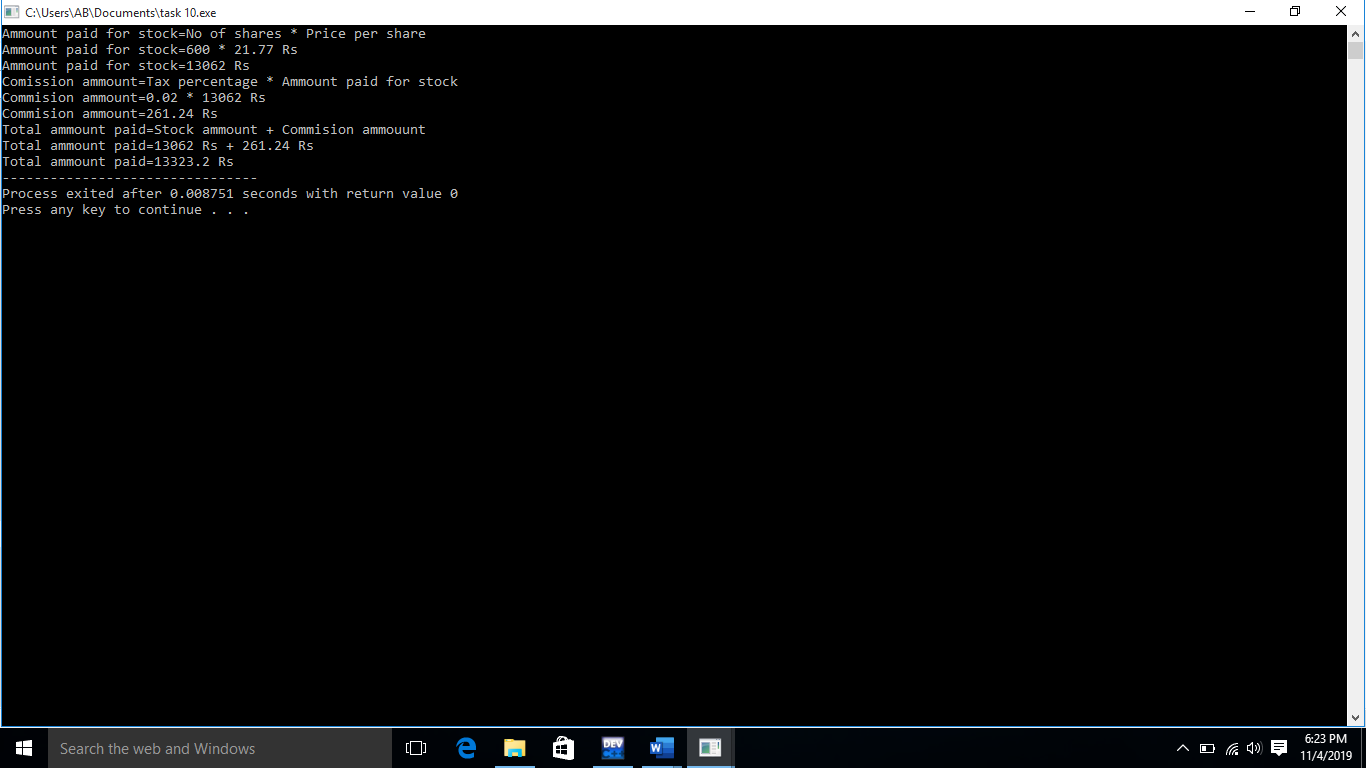 C:\Users\AB\Documents\task 10.exe
Ammount paid for stock=No of shares * Price per share
Ammount paid for stock=600 * 21.77 Rs
Ammount paid for stock=13062 Rs
Comission ammount=Tax percentage * Ammount paid for stock
Commision ammount=0.02 * 13062 Rs
Commision ammount=261.24 Rs
Total ammount paid=Stock ammount + Commision ammouunt
Total ammount paid=13062 Rs + 261.24 Rs
Total ammount paid=13323.2 Rs
--------------------------------
Process exited after 0.008751 seconds with return value 0
Press any key to continue . . .
Search the web and Windows
DEV
C++
W
6:23 PM
11/4/2019